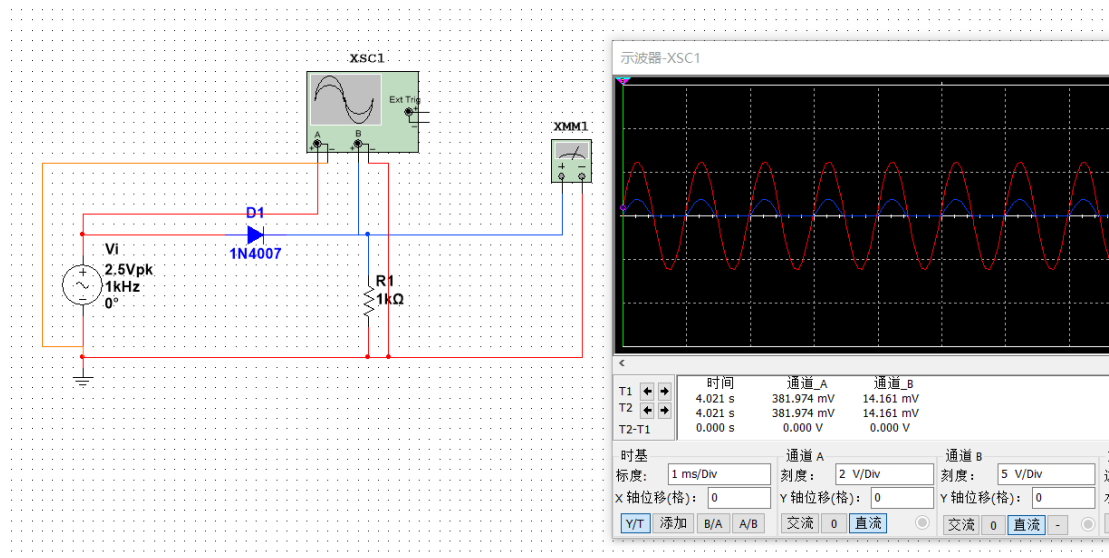 XSC1
Ext Trig
+
−
A
B
+ −
+ −
XMM1
+ −
D1
1N4007
Vi
2.5Vpk
1kHz
0°
R1
1kΩ
示波器-XSC1
<
时间 通道_A 通道_B
T1 4.021 s 381.974 mV 14.161 mV
T2 4.021 s 381.974 mV 14.161 mV
T2-T1 0.000 s 0.000 V 0.000 V
时基 通道 A 通道 B
标度: 1 ms/Div 刻度: 2 V/Div 刻度: 5 V/Div
X 轴位移(格): 0 Y 轴位移(格): 0 Y 轴位移(格): 0
Y/T 添加 B/A A/B 交流 0 直流 交流 0 直流 -